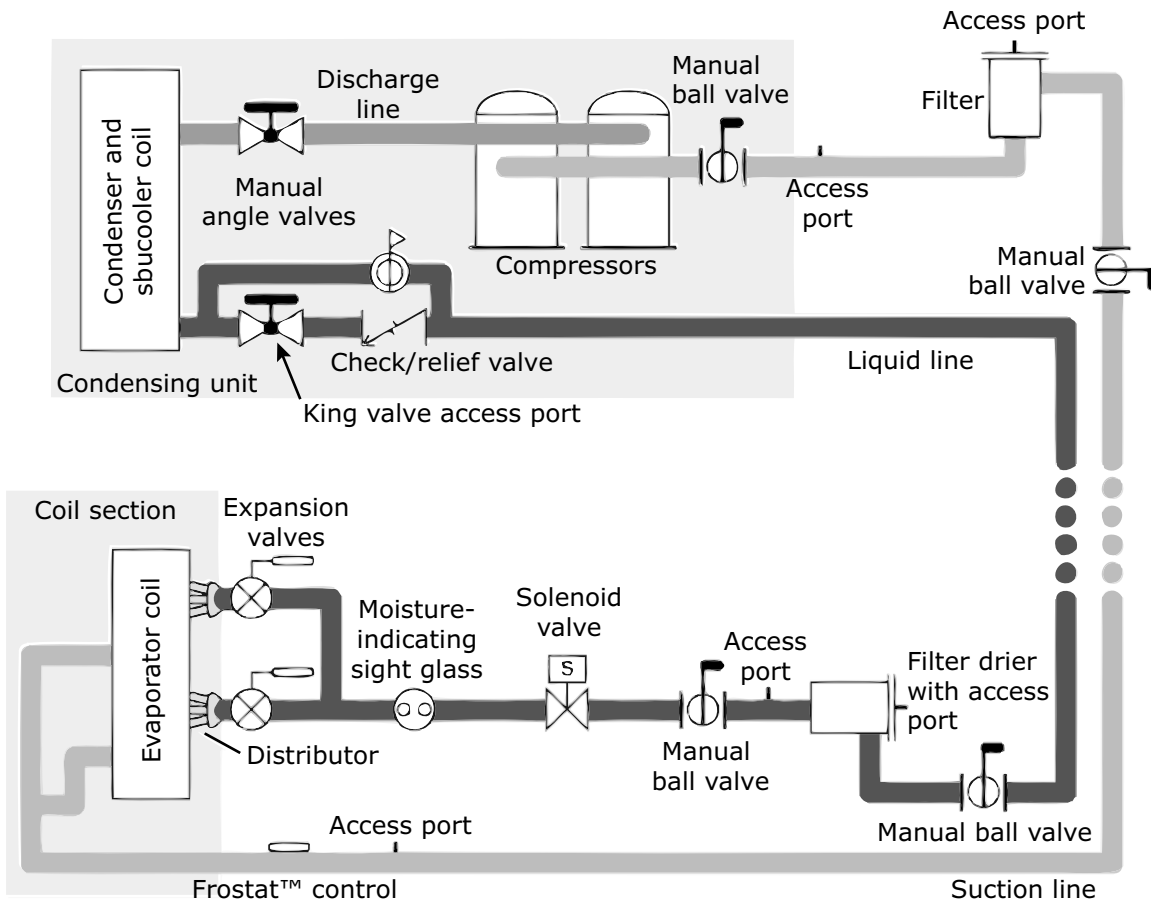 Access port
Discharge
line
Manual
ball valve
Filter
Condenser and
sbucooler coil
Manual
angle valves
Access
port
Compressors
Manual
ball valve
Check/relief valve
Liquid line
Condensing unit
King valve access port
Coil section
Expansion
valves
Evaporator coil
Moisture-
indicating
sight glass
Solenoid
valve
S
Access
port
Filter drier
with access
port
Distributor
Manual
ball valve
Manual ball valve
Access port
Frostat™ control
Suction line